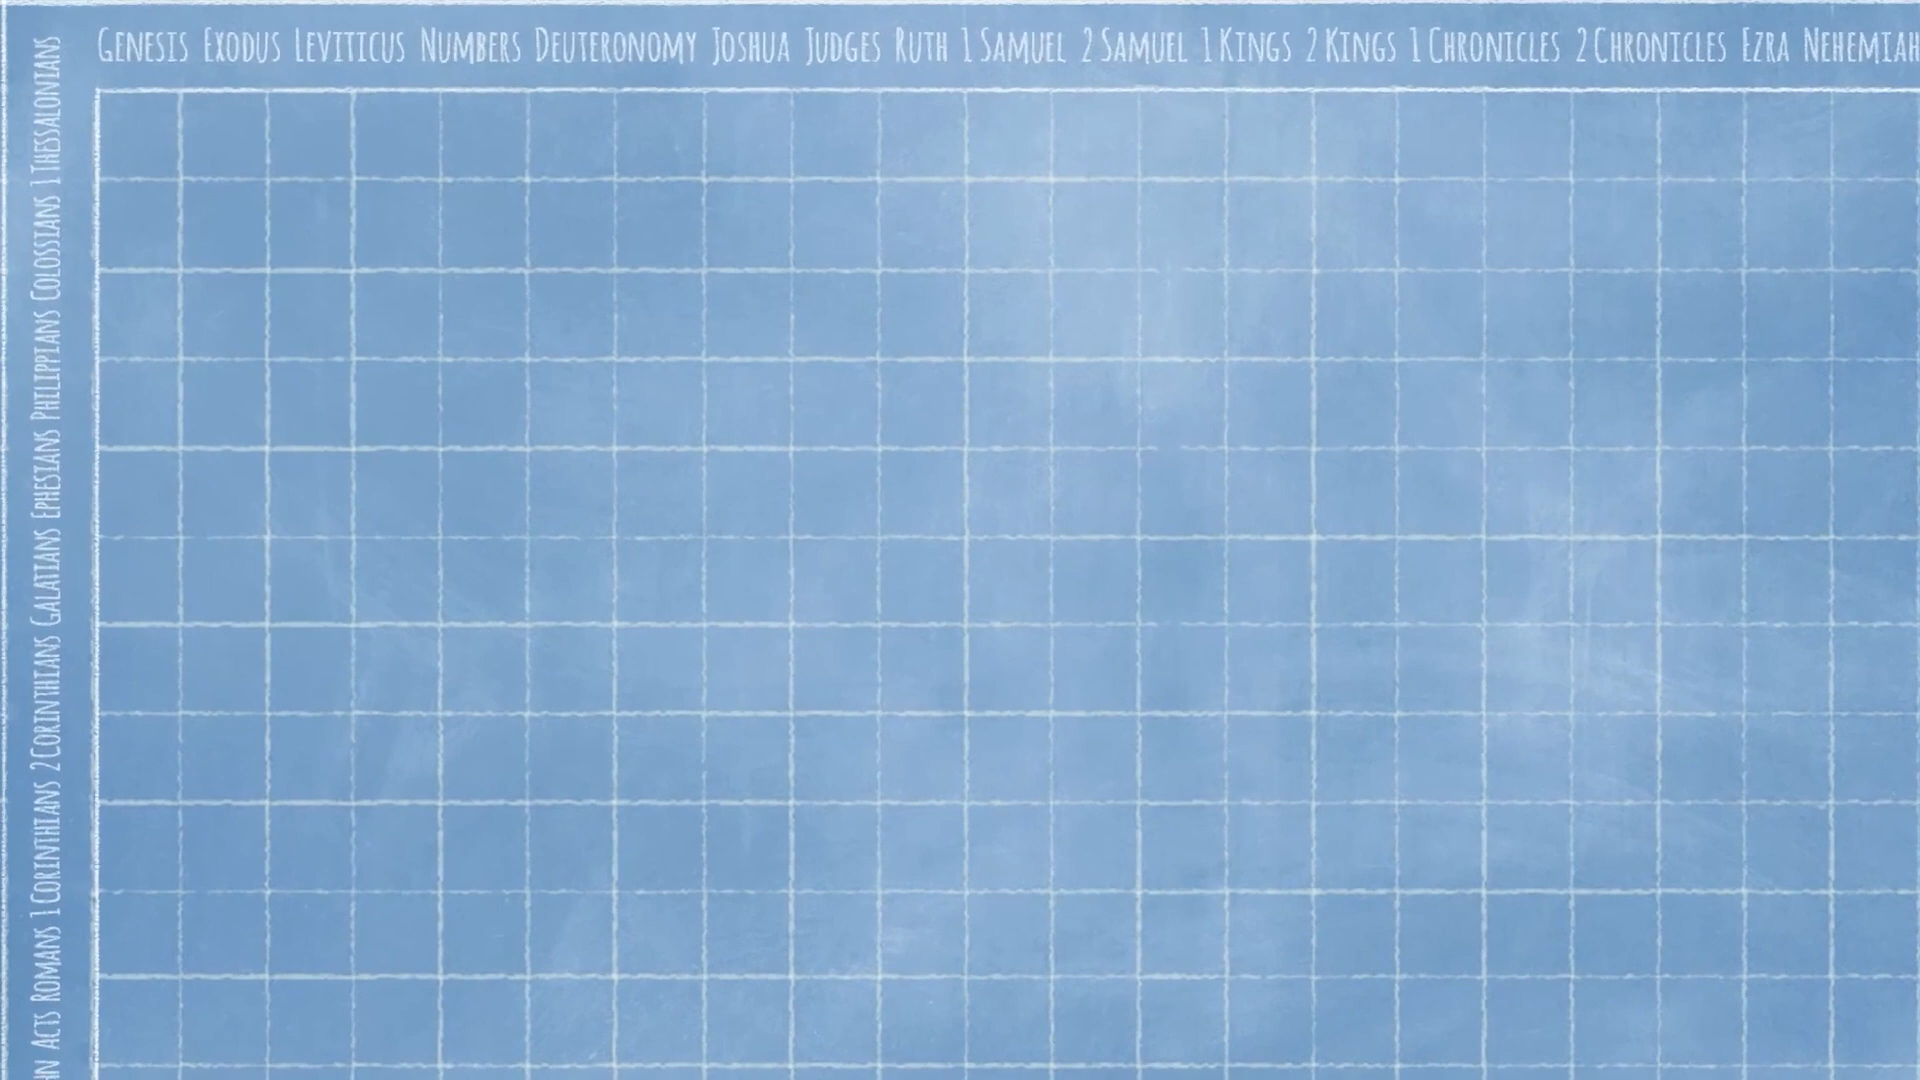 GENESIS EXODUS LEVITICUS NUMBERS DEUTERONOMY JOSHUA JUDGES RUTH 1 SAMUEL 2 SAMUEL 1 KINGS 2 KINGS 1 CHRONICLES 2 CHRONICLES EZRA NEHEMIAH
HN ACTS ROMANS 1 CORINTHIANS 2 CORINTHIANS GALATIANS EPHESIANS PHILIPPIANS COLOSSIANS 1 THESSALONIANS